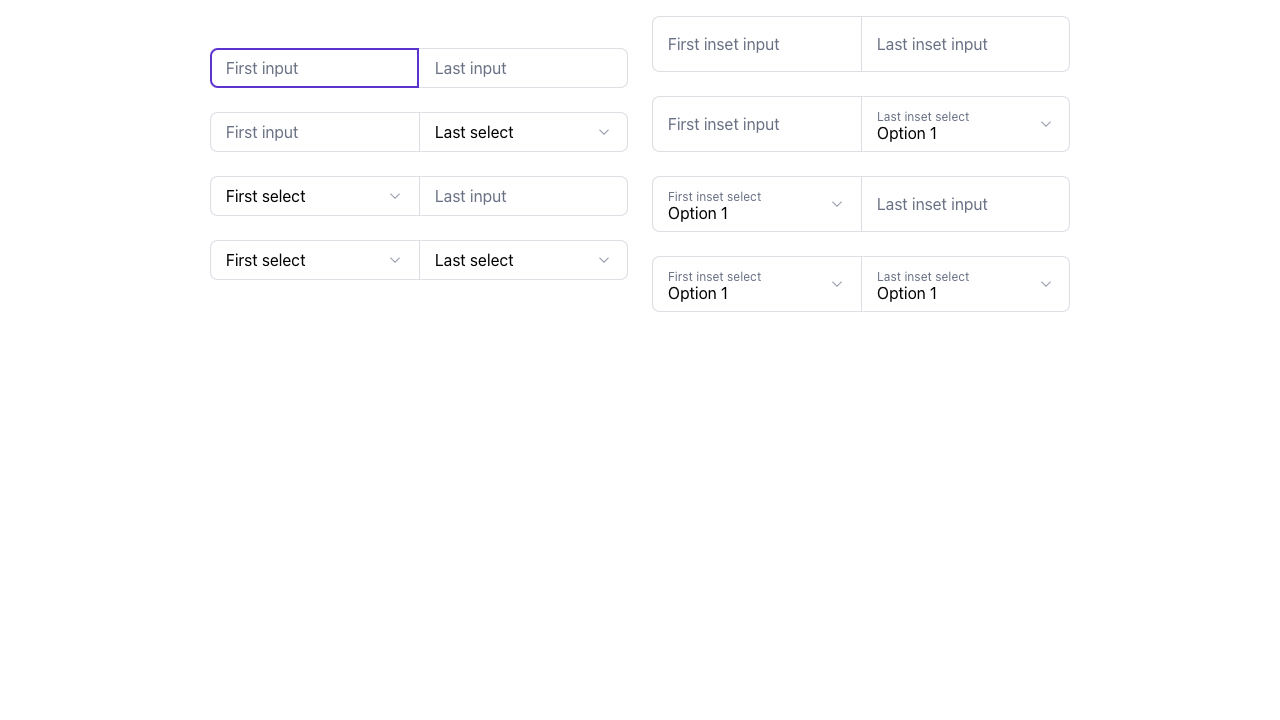 First input
Last input
First input
Last select
First select
Last input
First select
Last select
First inset input
Last inset input
First inset input
Last inset select
Option 1
First inset select
Option 1
Last inset input
First inset select
Option 1
Last inset select
Option 1